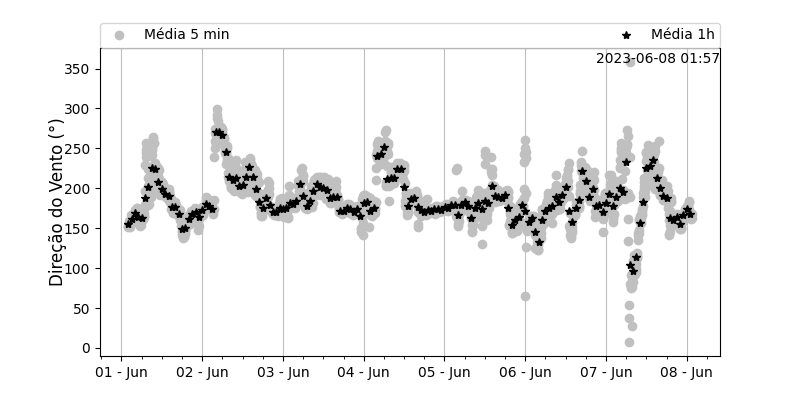 Média 5 min
Média 1h
2023-06-08 01:57
Direção do Vento (°)
350
300
250
200
150
100
50
0
01 - Jun
02 - Jun
03 - Jun
04 - Jun
05 - Jun
06 - Jun
07 - Jun
08 - Jun